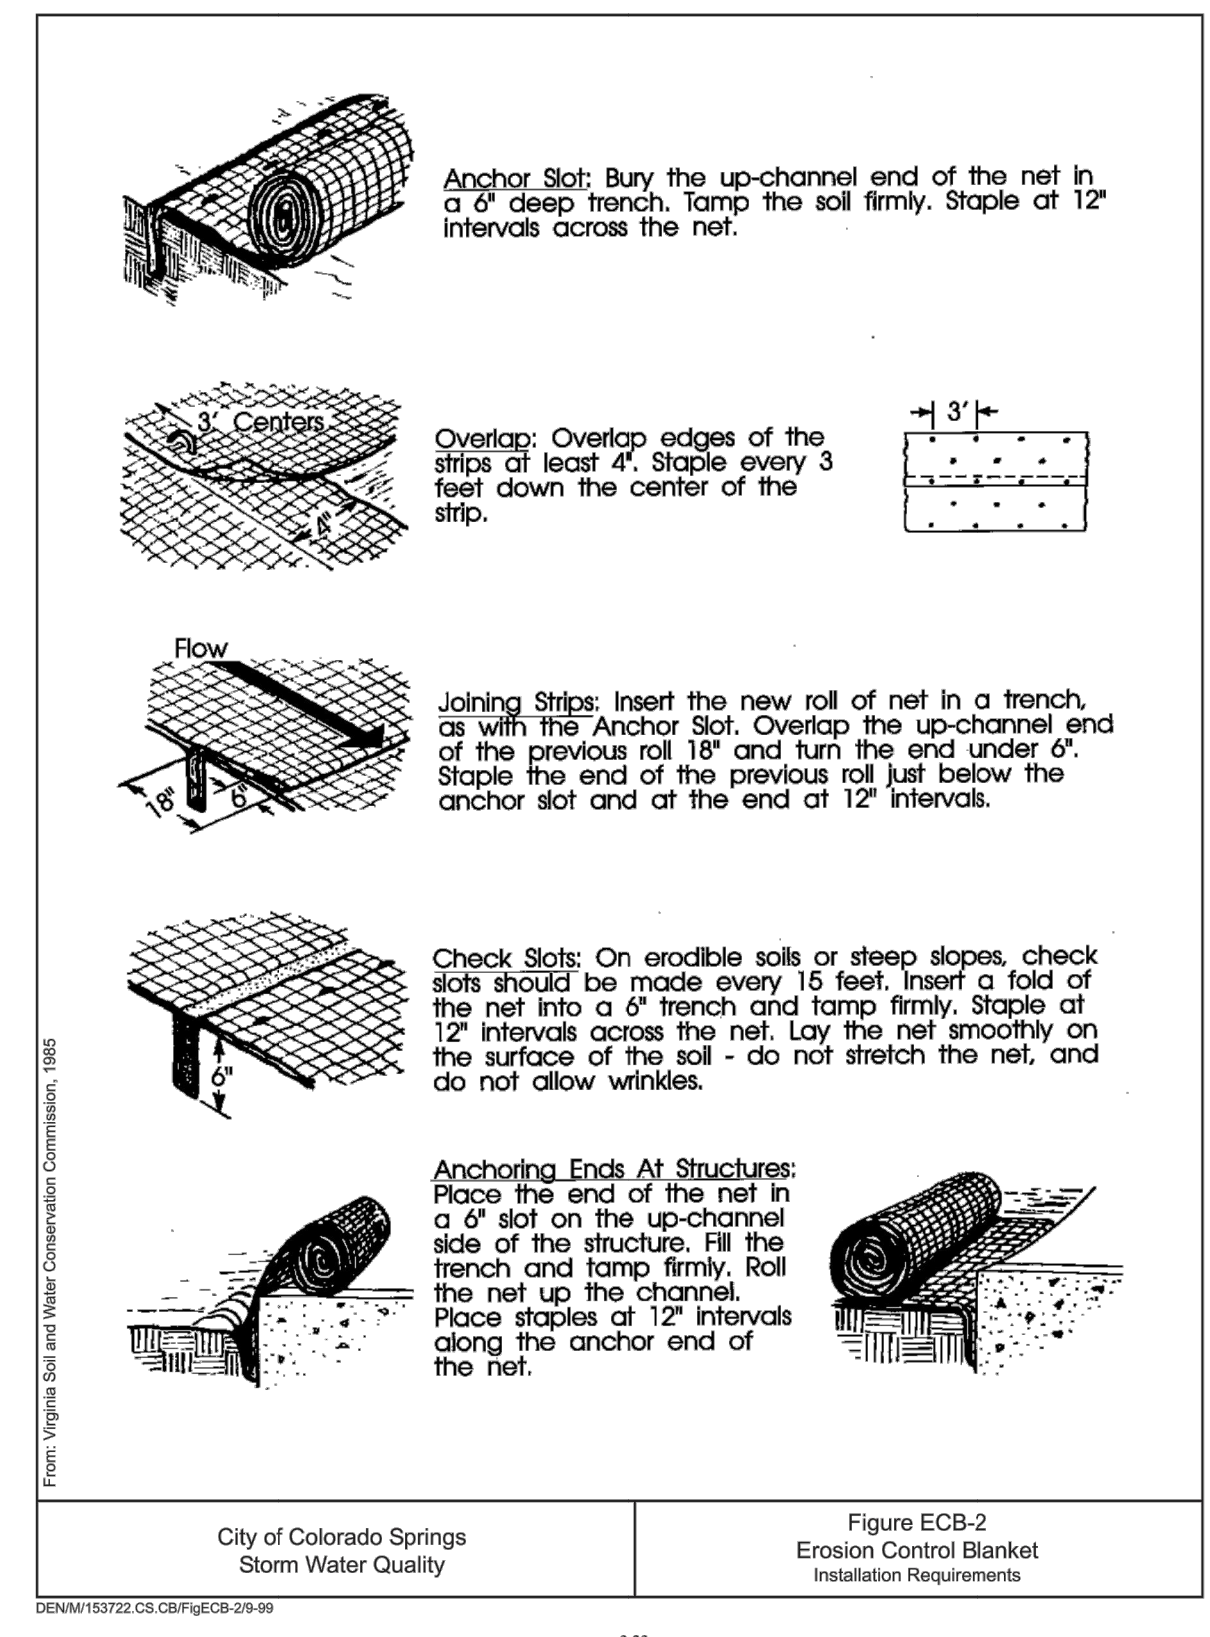 Anchor Slot: Bury the up-channel end of the net in
a 6" deep trench. Tamp the soil firmly. Staple at 12"
intervals across the net.
3' Centers
4"
Overlap: Overlap edges of the
strips at least 4". Staple every 3
feet down the center of the
strip.
3'
Flow
18"
6"
Joining Strips: Insert the new roll of net in a trench,
as with the Anchor Slot. Overlap the up-channel end
of the previous roll 18" and turn the end under 6".
Staple the end of the previous roll just below the
anchor slot and at the end at 12" intervals.
6"
Check Slots: On erodible soils or steep slopes, check
slots should be made every 15 feet. Insert a fold of
the net into a 6" trench and tamp firmly. Staple at
12" intervals across the net. Lay the net smoothly on
the surface of the soil - do not stretch the net, and
do not allow wrinkles.
Anchoring Ends At Structures:
Place the end of the net in
a 6" slot on the up-channel
side of the structure. Fill the
trench and tamp firmly. Roll
the net up the channel.
Place staples at 12" intervals
along the anchor end of
the net.
From: Virginia Soil and Water Conservation Commission, 1985
City of Colorado Springs
Storm Water Quality
Figure ECB-2
Erosion Control Blanket
Installation Requirements
DEN/M/153722.CS.CB/FigECB-2/9-99